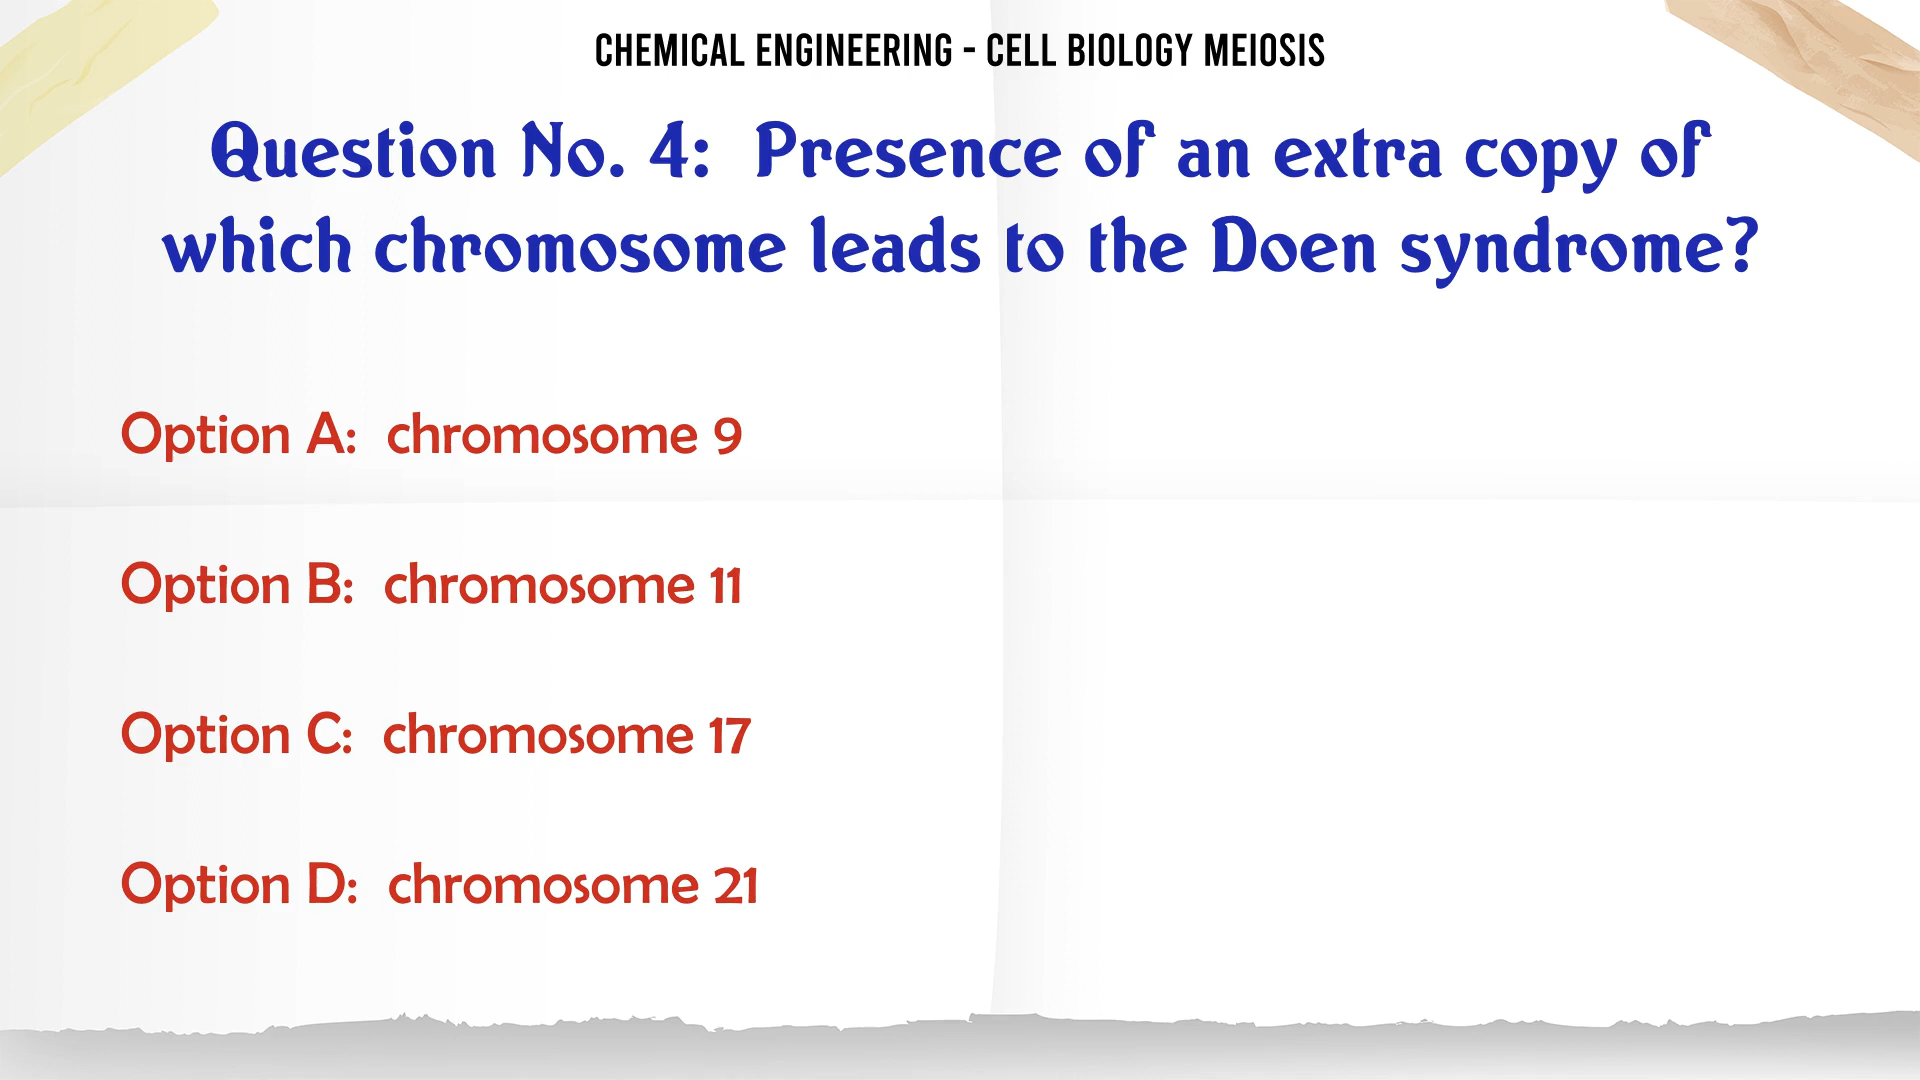 CHEMICAL ENGINEERING - CELL BIOLOGY MEIOSIS
Question No. 4: Presence of an extra copy of
which chromosome leads to the Doen syndrome?
Option A: chromosome 9
Option B: chromosome 11
Option C: chromosome 17
Option D: chromosome 21